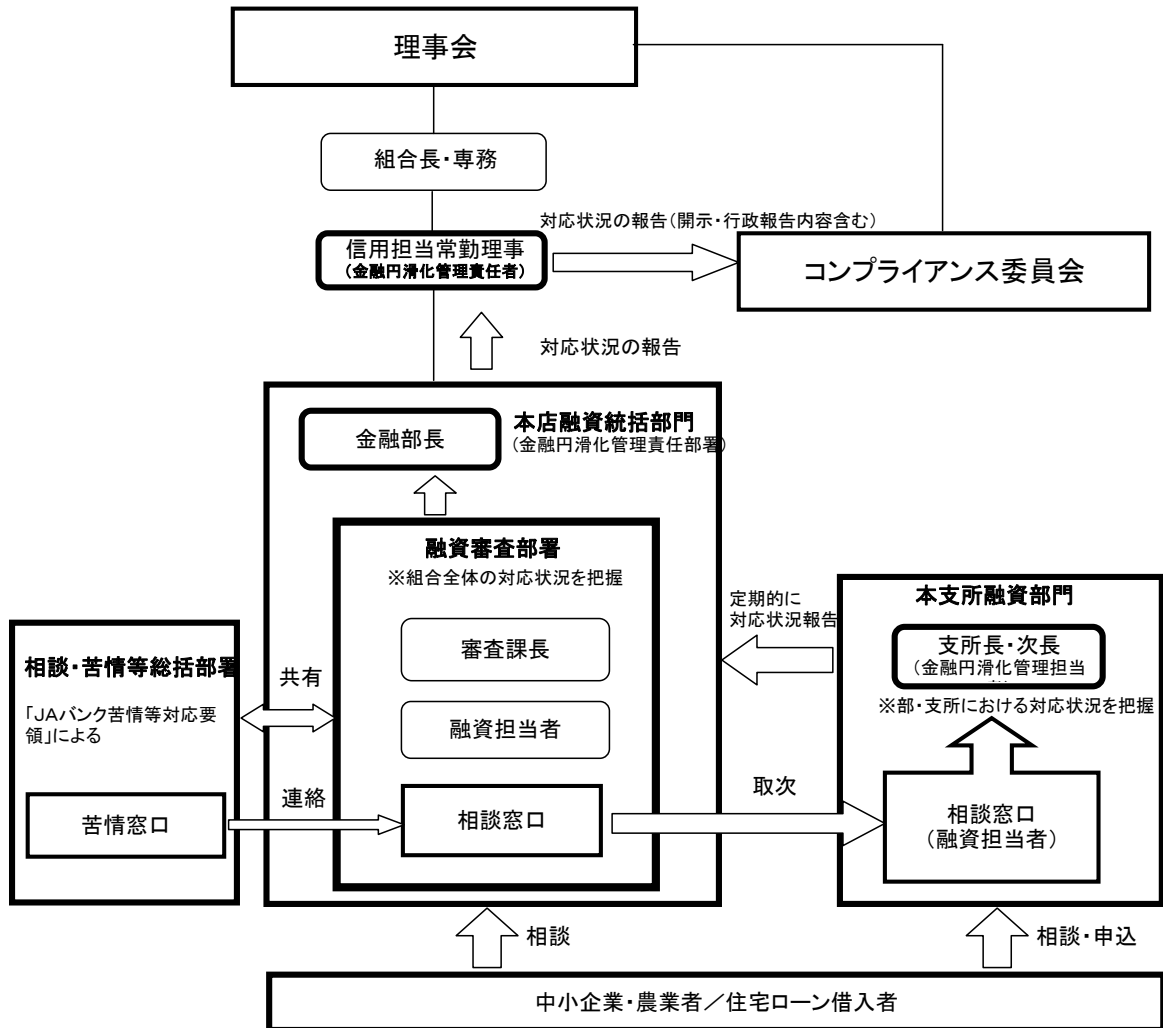 理事会
組合長・専務
対応状況の報告(開示・行政報告内容含む)
信用担当常勤理事
(金融円滑化管理責任者)
コンプライアンス委員会
対応状況の報告
本店融資統括部門
(金融円滑化管理責任部署)
金融部長
融資審査部署
※組合全体の対応状況を把握
審査課長
融資担当者
相談窓口
相談・苦情等総括部署
「JAバンク苦情等対応要
領」による
苦情窓口
共有
連絡
定期的に
対応状況報告
取次
本支所融資部門
支所長・次長
(金融円滑化管理担当
※部・支所における対応状況を把握
相談窓口
(融資担当者)
相談
相談・申込
中小企業・農業者/住宅ローン借入者